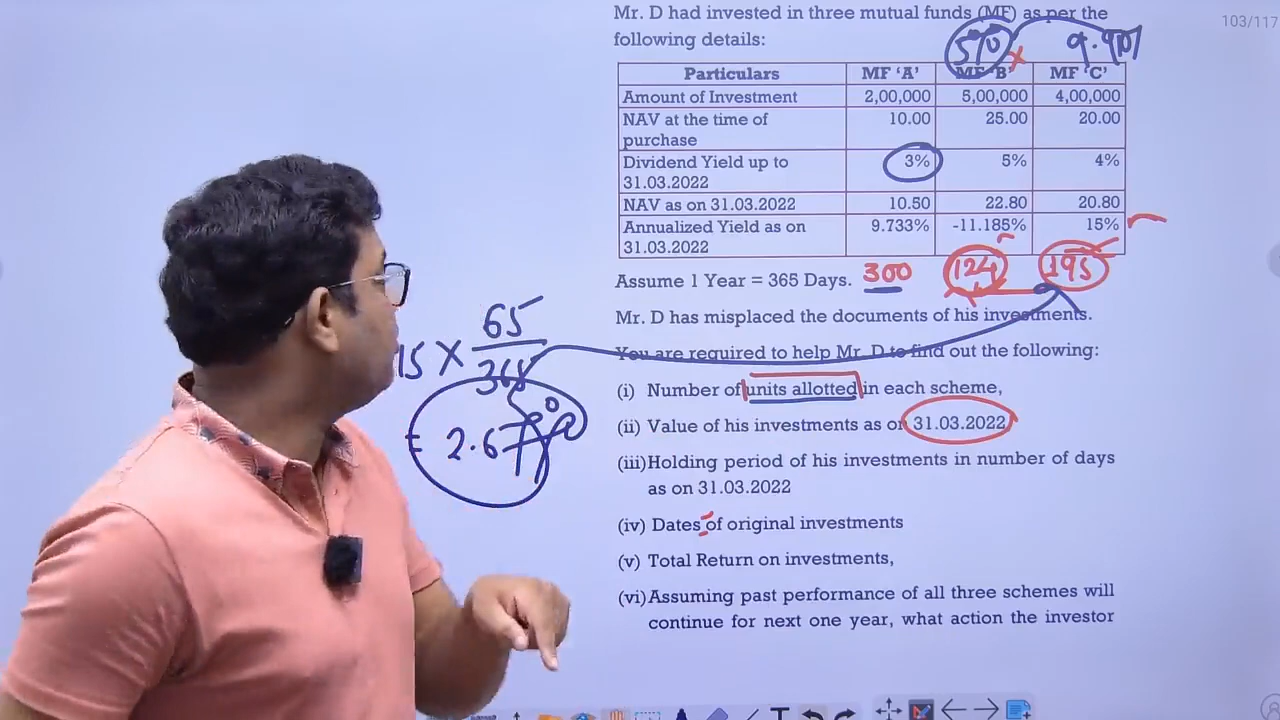 Mr. D had invested in three mutual funds (MF) as per the
103/117
following details:
Particulars MF 'A' MF 'B' MF 'C'
Amount of Investment 2,00,000 5,00,000 4,00,000
NAV at the time of purchase 10.00 25.00 20.00
Dividend Yield up to 31.03.2022 3% 5% 4%
NAV as on 31.03.2022 10.50 22.80 20.80
Annualized Yield as on 31.03.2022 9.733% -11.185% 15%
Assume 1 Year = 365 Days. 300 124 195
Mr. D has misplaced the documents of his investments.
You are required to help Mr. D to find out the following:
(i) Number of units allotted in each scheme,
(ii) Value of his investments as on 31.03.2022
(iii) Holding period of his investments in number of days
as on 31.03.2022
(iv) Dates of original investments
(v) Total Return on investments,
(vi) Assuming past performance of all three schemes will
continue for next one year, what action the investor
15 × 65
365
= 2.67%